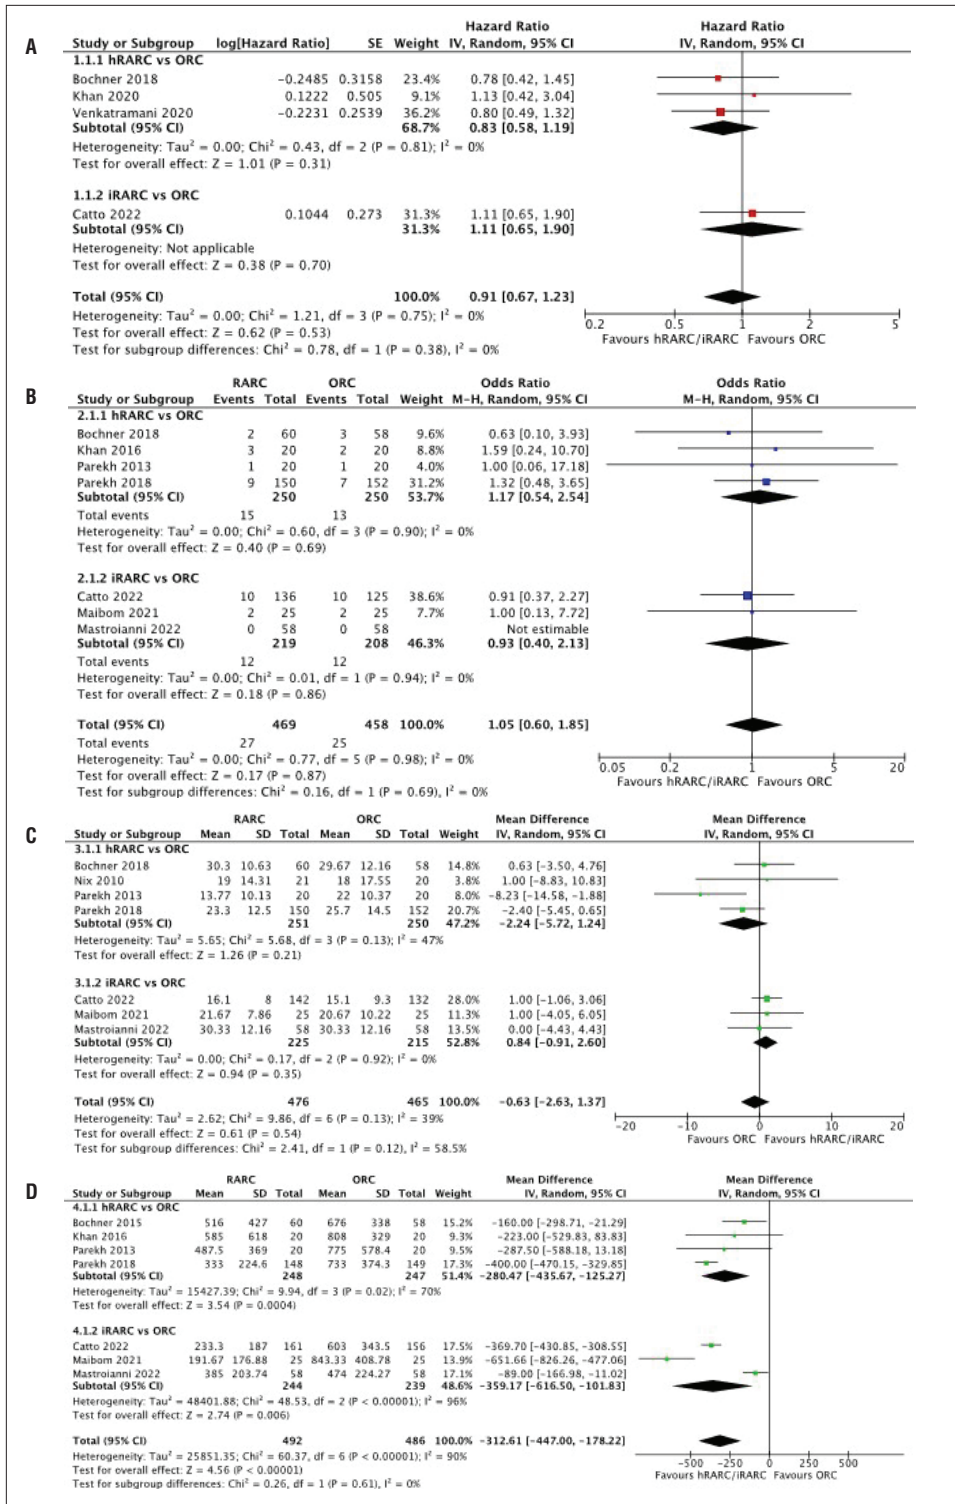 A
Hazard Ratio Hazard Ratio
Study or Subgroup log[Hazard Ratio] SE Weight IV, Random, 95% CI IV, Random, 95% CI
1.1.1 hRARC vs ORC
Bochner 2018 −0.2485 0.3158 23.4% 0.78 [0.42, 1.45]
Khan 2020 0.1222 0.505 9.1% 1.13 [0.42, 3.04]
Venkatramani 2020 −0.2231 0.2539 36.2% 0.80 [0.49, 1.32]
Subtotal (95% CI) 68.7% 0.83 [0.58, 1.19]
Heterogeneity: Tau² = 0.00; Chi² = 0.43, df = 2 (P = 0.81); I² = 0%
Test for overall effect: Z = 1.01 (P = 0.31)
1.1.2 iRARC vs ORC
Catto 2022 0.1044 0.273 31.3% 1.11 [0.65, 1.90]
Subtotal (95% CI) 31.3% 1.11 [0.65, 1.90]
Heterogeneity: Not applicable
Test for overall effect: Z = 0.38 (P = 0.70)
Total (95% CI) 100.0% 0.91 [0.67, 1.23]
Heterogeneity: Tau² = 0.00; Chi² = 1.21, df = 3 (P = 0.75); I² = 0%
0.2 0.5 1 2 5
Test for overall effect: Z = 0.62 (P = 0.53)
Favours hRARC/iRARC Favours ORC
Test for subgroup differences: Chi² = 0.78, df = 1 (P = 0.38), I² = 0%
B
RARC ORC Odds Ratio Odds Ratio
Study or Subgroup Events Total Events Total Weight M-H, Random, 95% CI M-H, Random, 95% CI
2.1.1 hRARC vs ORC
Bochner 2018 2 60 3 58 9.6% 0.63 [0.10, 3.93]
Khan 2016 3 20 2 20 8.8% 1.59 [0.24, 10.70]
Parekh 2013 1 20 1 20 4.0% 1.00 [0.06, 17.18]
Parekh 2018 9 150 7 152 31.2% 1.32 [0.48, 3.65]
Subtotal (95% CI) 250 250 53.7% 1.17 [0.54, 2.54]
Total events 15 13
Heterogeneity: Tau² = 0.00; Chi² = 0.60, df = 3 (P = 0.90); I² = 0%
Test for overall effect: Z = 0.40 (P = 0.69)
2.1.2 iRARC vs ORC
Catto 2022 10 136 10 125 38.6% 0.91 [0.37, 2.27]
Maibom 2021 2 25 2 25 7.7% 1.00 [0.13, 7.72]
Mastroianni 2022 0 58 0 58 Not estimable
Subtotal (95% CI) 219 208 46.3% 0.93 [0.40, 2.13]
Total events 12 12
Heterogeneity: Tau² = 0.00; Chi² = 0.01, df = 1 (P = 0.94); I² = 0%
Test for overall effect: Z = 0.18 (P = 0.86)
Total (95% CI) 469 458 100.0% 1.05 [0.60, 1.85]
Total events 27 25
Heterogeneity: Tau² = 0.00; Chi² = 0.77, df = 5 (P = 0.98); I² = 0%
0.05 0.2 1 5 20
Test for overall effect: Z = 0.17 (P = 0.87)
Favours hRARC/iRARC Favours ORC
Test for subgroup differences: Chi² = 0.16, df = 1 (P = 0.69), I² = 0%
C
RARC ORC Mean Difference Mean Difference
Study or Subgroup Mean SD Total Mean SD Total Weight IV, Random, 95% CI IV, Random, 95% CI
3.1.1 hRARC vs ORC
Bochner 2018 30.3 10.63 60 29.67 12.16 58 14.8% 0.63 [−3.50, 4.76]
Nix 2010 19 14.31 21 18 17.55 20 3.8% 1.00 [−8.83, 10.83]
Parekh 2013 13.77 10.13 20 22 10.37 20 8.0% −8.23 [−14.58, −1.88]
Parekh 2018 23.3 12.5 150 25.7 14.5 152 20.7% −2.40 [−5.45, 0.65]
Subtotal (95% CI) 251 250 47.2% −2.24 [−5.72, 1.24]
Heterogeneity: Tau² = 5.65; Chi² = 5.68, df = 3 (P = 0.13); I² = 47%
Test for overall effect: Z = 1.26 (P = 0.21)
3.1.2 iRARC vs ORC
Catto 2022 16.1 8 142 15.1 9.3 132 28.0% 1.00 [−1.06, 3.06]
Maibom 2021 21.67 7.86 25 20.67 10.22 25 11.3% 1.00 [−4.05, 6.05]
Mastroianni 2022 30.33 12.16 58 30.33 12.16 58 13.5% 0.00 [−4.43, 4.43]
Subtotal (95% CI) 225 215 52.8% 0.84 [−0.91, 2.60]
Heterogeneity: Tau² = 0.00; Chi² = 0.17, df = 2 (P = 0.92); I² = 0%
Test for overall effect: Z = 0.94 (P = 0.35)
Total (95% CI) 476 465 100.0% −0.63 [−2.63, 1.37]
Heterogeneity: Tau² = 2.62; Chi² = 9.86, df = 6 (P = 0.13); I² = 39%
−20 −10 0 10 20
Test for overall effect: Z = 0.61 (P = 0.54)
Favours ORC Favours hRARC/iRARC
Test for subgroup differences: Chi² = 2.41, df = 1 (P = 0.12), I² = 58.5%
D
RARC ORC Mean Difference Mean Difference
Study or Subgroup Mean SD Total Mean SD Total Weight IV, Random, 95% CI IV, Random, 95% CI
4.1.1 hRARC vs ORC
Bochner 2015 516 427 60 676 338 58 15.2% −160.00 [−298.71, −21.29]
Khan 2016 585 618 20 808 329 20 9.3% −223.00 [−529.83, 83.83]
Parekh 2013 487.5 369 20 775 578.4 20 9.5% −287.50 [−588.18, 13.18]
Parekh 2018 333 224.6 148 733 374.3 149 17.3% −400.00 [−470.15, −329.85]
Subtotal (95% CI) 248 247 51.4% −280.47 [−435.67, −125.27]
Heterogeneity: Tau² = 15427.39; Chi² = 9.94, df = 3 (P = 0.02); I² = 70%
Test for overall effect: Z = 3.54 (P = 0.0004)
4.1.2 iRARC vs ORC
Catto 2022 233.3 187 161 603 343.5 156 17.5% −369.70 [−430.85, −308.55]
Maibom 2021 191.67 176.88 25 843.33 408.78 25 13.9% −651.66 [−826.26, −477.06]
Mastroianni 2022 385 203.74 58 474 224.27 58 17.1% −89.00 [−166.98, −11.02]
Subtotal (95% CI) 244 239 48.6% −359.17 [−616.50, −101.83]
Heterogeneity: Tau² = 48401.88; Chi² = 48.53, df = 2 (P < 0.00001); I² = 96%
Test for overall effect: Z = 2.74 (P = 0.006)
Total (95% CI) 492 486 100.0% −312.61 [−447.00, −178.22]
Heterogeneity: Tau² = 25851.35; Chi² = 60.37, df = 6 (P < 0.00001); I² = 90%
−500 −250 0 250 500
Test for overall effect: Z = 4.56 (P < 0.00001)
Favours hRARC/iRARC Favours ORC
Test for subgroup differences: Chi² = 0.26, df = 1 (P = 0.61), I² = 0%